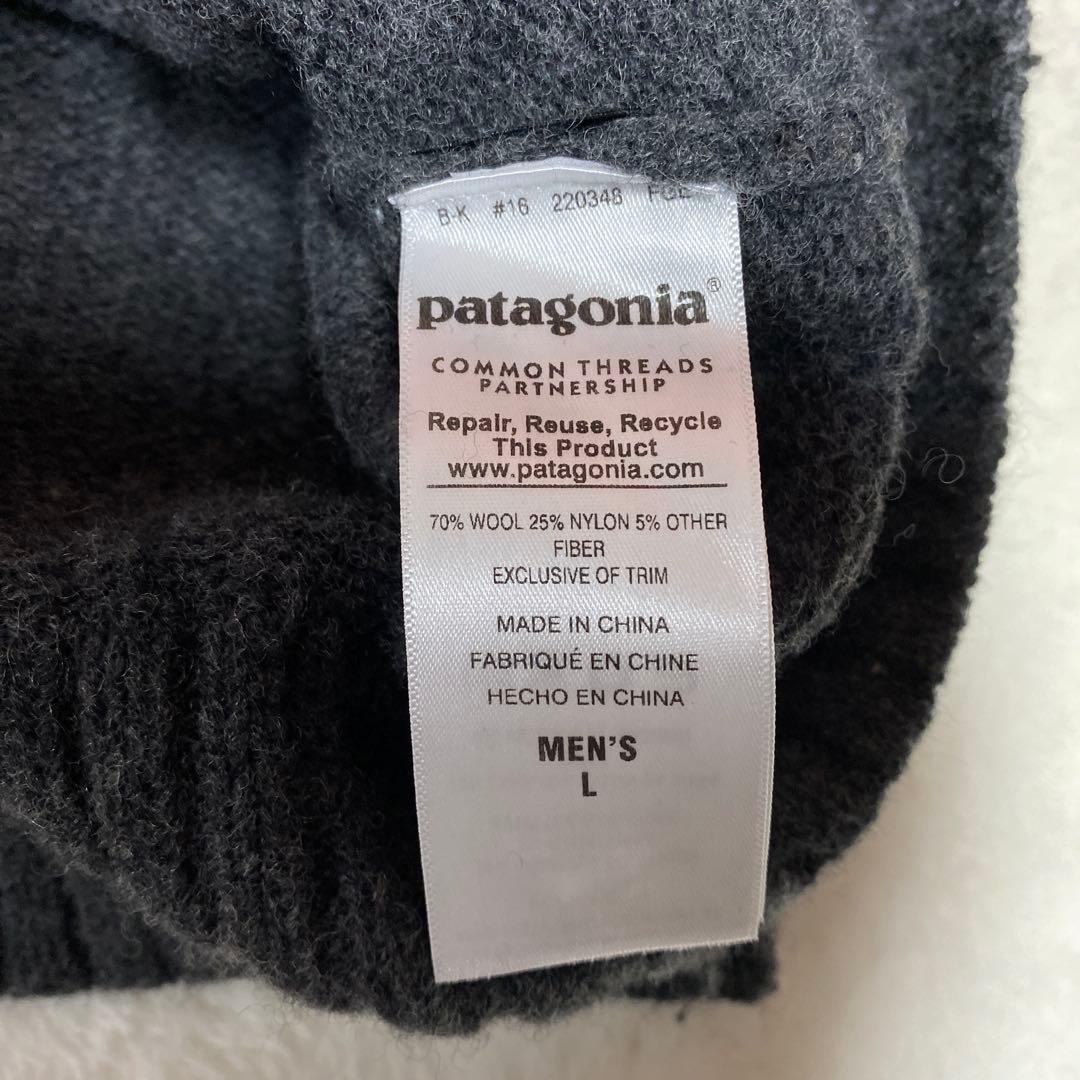 B-K #16 220348
patagonia®
COMMON THREADS
PARTNERSHIP
Repair, Reuse, Recycle
This Product
www.patagonia.com
70% WOOL 25% NYLON 5% OTHER
FIBER
EXCLUSIVE OF TRIM
MADE IN CHINA
FABRIQUÉ EN CHINE
HECHO EN CHINA
MEN'S
L